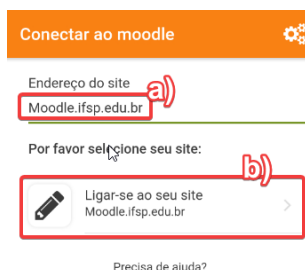 Conectar ao moodle
Endereço do site
a)
Moodle.ifsp.edu.br
Por favor selecione seu site:
b)
Ligar-se ao seu site
Moodle.ifsp.edu.br
Precisa de ajuda?